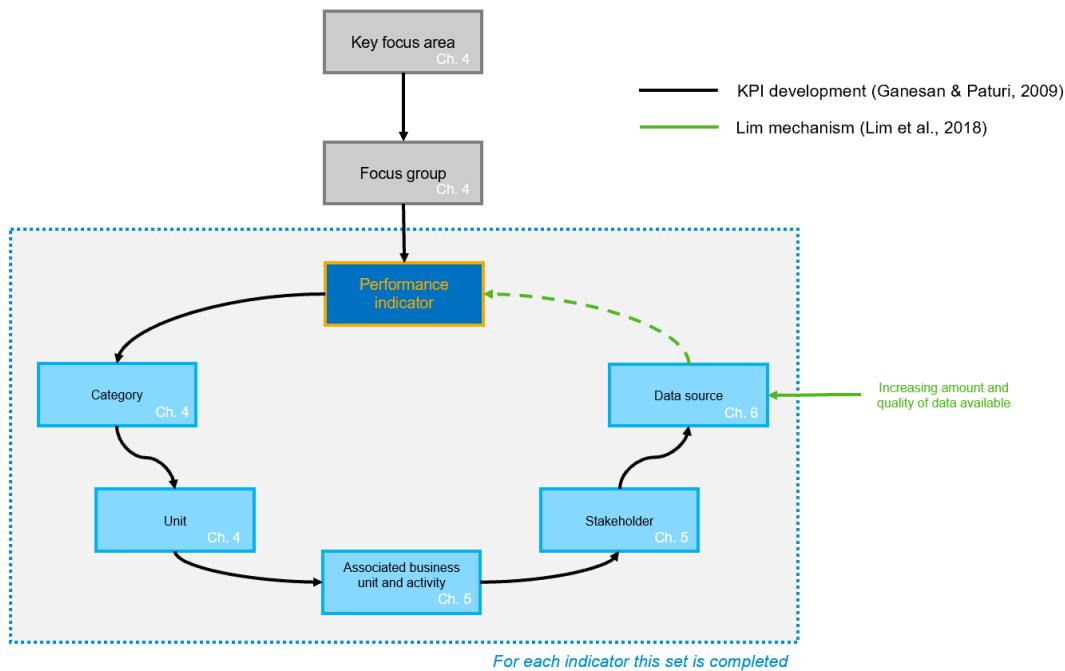 Key focus area
Ch. 4
KPI development (Ganesan & Paturi, 2009)
Lim mechanism (Lim et al., 2018)
Focus group
Ch. 4
Performance
indicator
Category
Ch. 4
Data source
Ch. 6
Increasing amount and
quality of data available
Unit
Ch. 4
Stakeholder
Ch. 5
Associated business
unit and activity
Ch. 5
For each indicator this set is completed